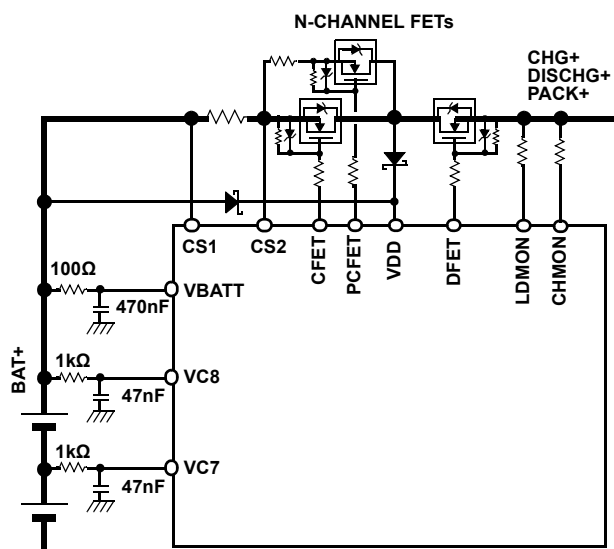 N-CHANNEL FETs
CHG+
DISCHG+
PACK+
CS1
CS2
CFET
PCFET
VDD
DFET
LDMON
CHMON
100Ω
470nF
VBATT
BAT+
1kΩ
47nF
VC8
1kΩ
47nF
VC7